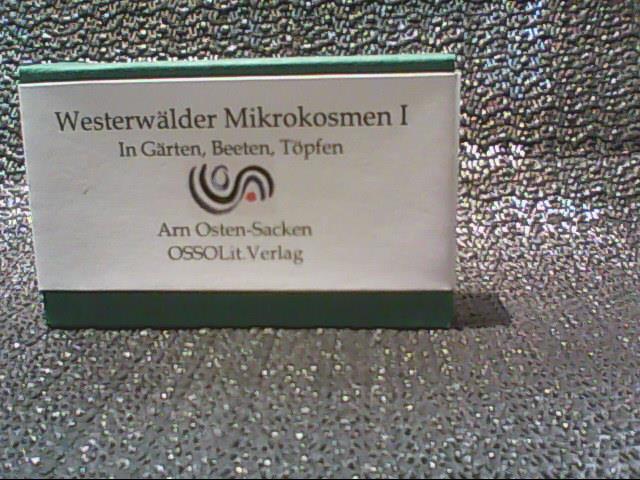 Westerwälder Mikrokosmen I
In Gärten, Beeten, Töpfen
Arn Osten-Sacken
OSSOLit.Verlag